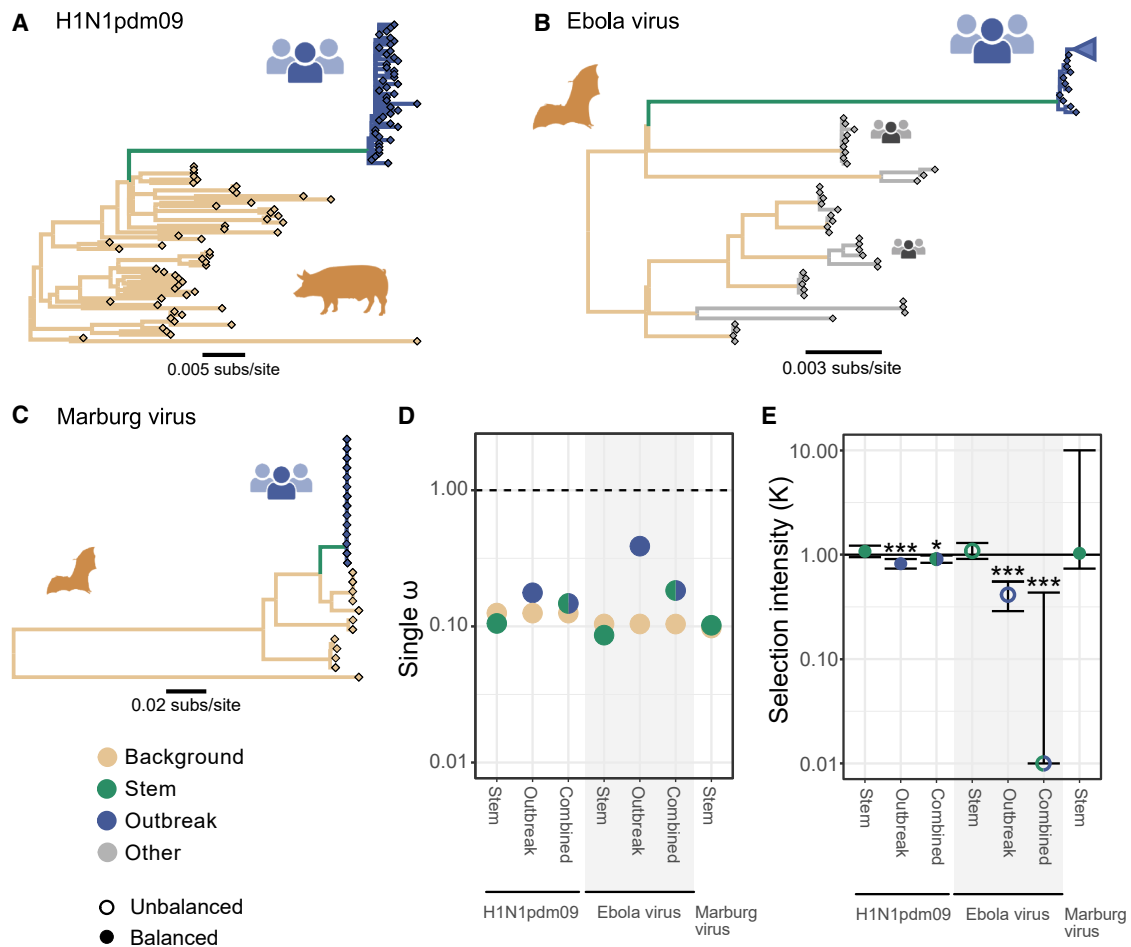 A
H1N1pdm09
B
Ebola virus
0.005 subs/site
0.003 subs/site
C
Marburg virus
0.02 subs/site
Background
Stem
Outbreak
Other
Unbalanced
Balanced
D
Single ω
1.00
0.10
0.01
Stem
Outbreak
Combined
Stem
Outbreak
Combined
Stem
H1N1pdm09
Ebola virus
Marburg
virus
E
Selection intensity (K)
10.00
1.00
0.10
0.01
***
*
***
***
Stem
Outbreak
Combined
Stem
Outbreak
Combined
Stem
H1N1pdm09
Ebola virus
Marburg
virus